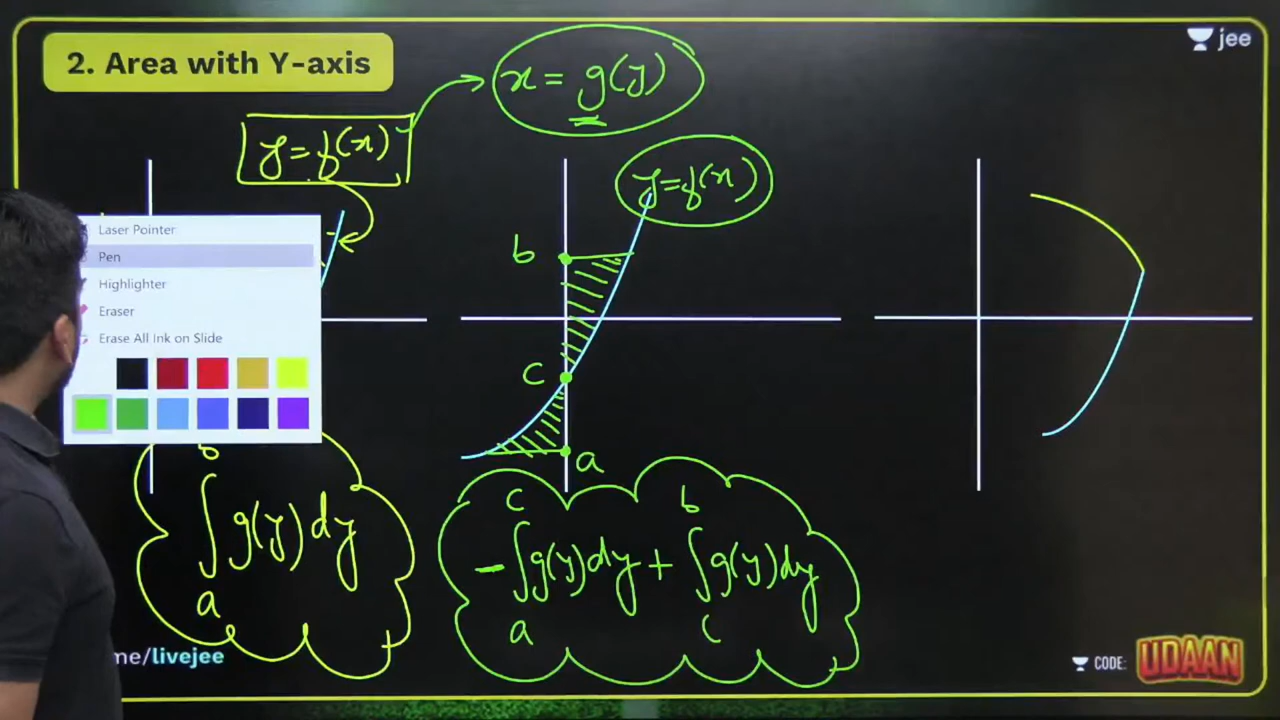 2. Area with Y-axis
jee
x = g(y)
y = f(x)
y = f(x)
Laser Pointer
Pen
Highlighter
Eraser
Erase All Ink on Slide
b
c
a
b
∫ g(y) dy
a
c b
-∫ g(y) dy + ∫ g(y) dy
a c
me/livejee
CODE: UDAAN